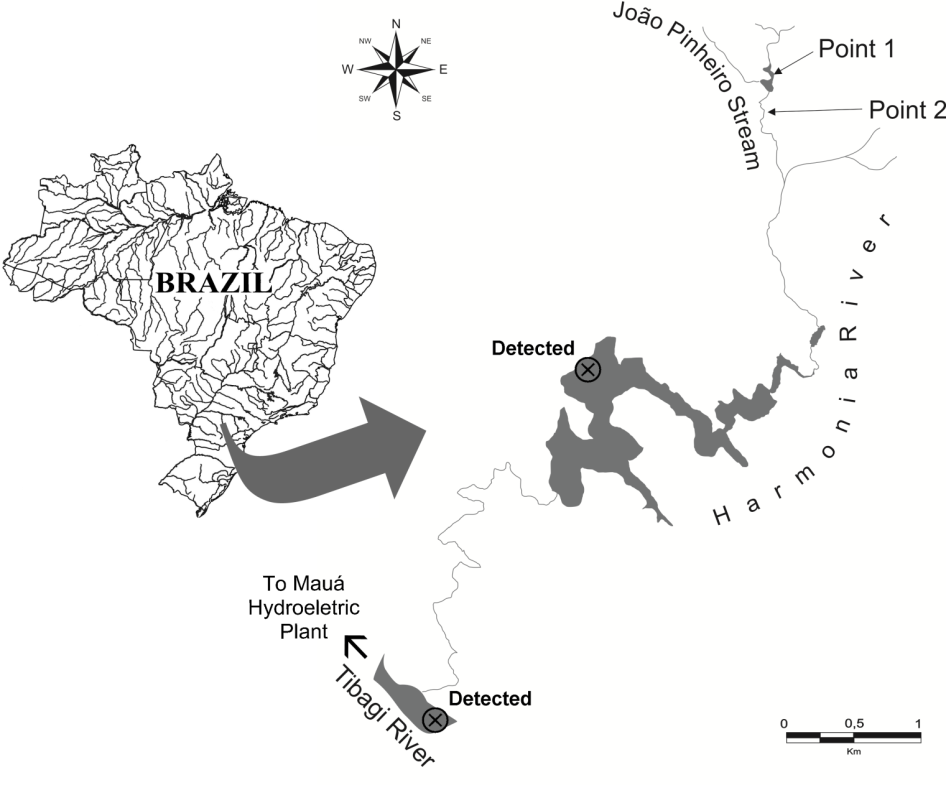 João Pinheiro Stream
Point 1
Point 2
N
NW
NE
W
E
SW
SE
S
BRAZIL
Harmonia River
Detected
To Mauá
Hydroeletric
Plant
Tibagi River
Detected
0 0,5 1
Km